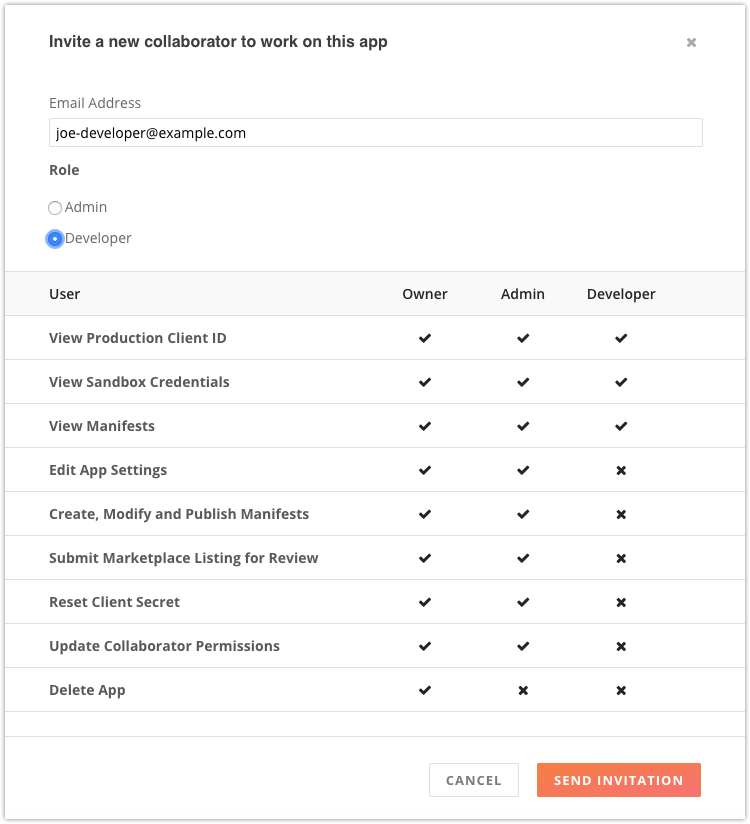 Invite a new collaborator to work on this app
Email Address
joe-developer@example.com
Role
Admin
Developer
User Owner Admin Developer
View Production Client ID ✔ ✔ ✔
View Sandbox Credentials ✔ ✔ ✔
View Manifests ✔ ✔ ✔
Edit App Settings ✔ ✔ ✖
Create, Modify and Publish Manifests ✔ ✔ ✖
Submit Marketplace Listing for Review ✔ ✔ ✖
Reset Client Secret ✔ ✔ ✖
Update Collaborator Permissions ✔ ✔ ✖
Delete App ✔ ✖ ✖
CANCEL SEND INVITATION